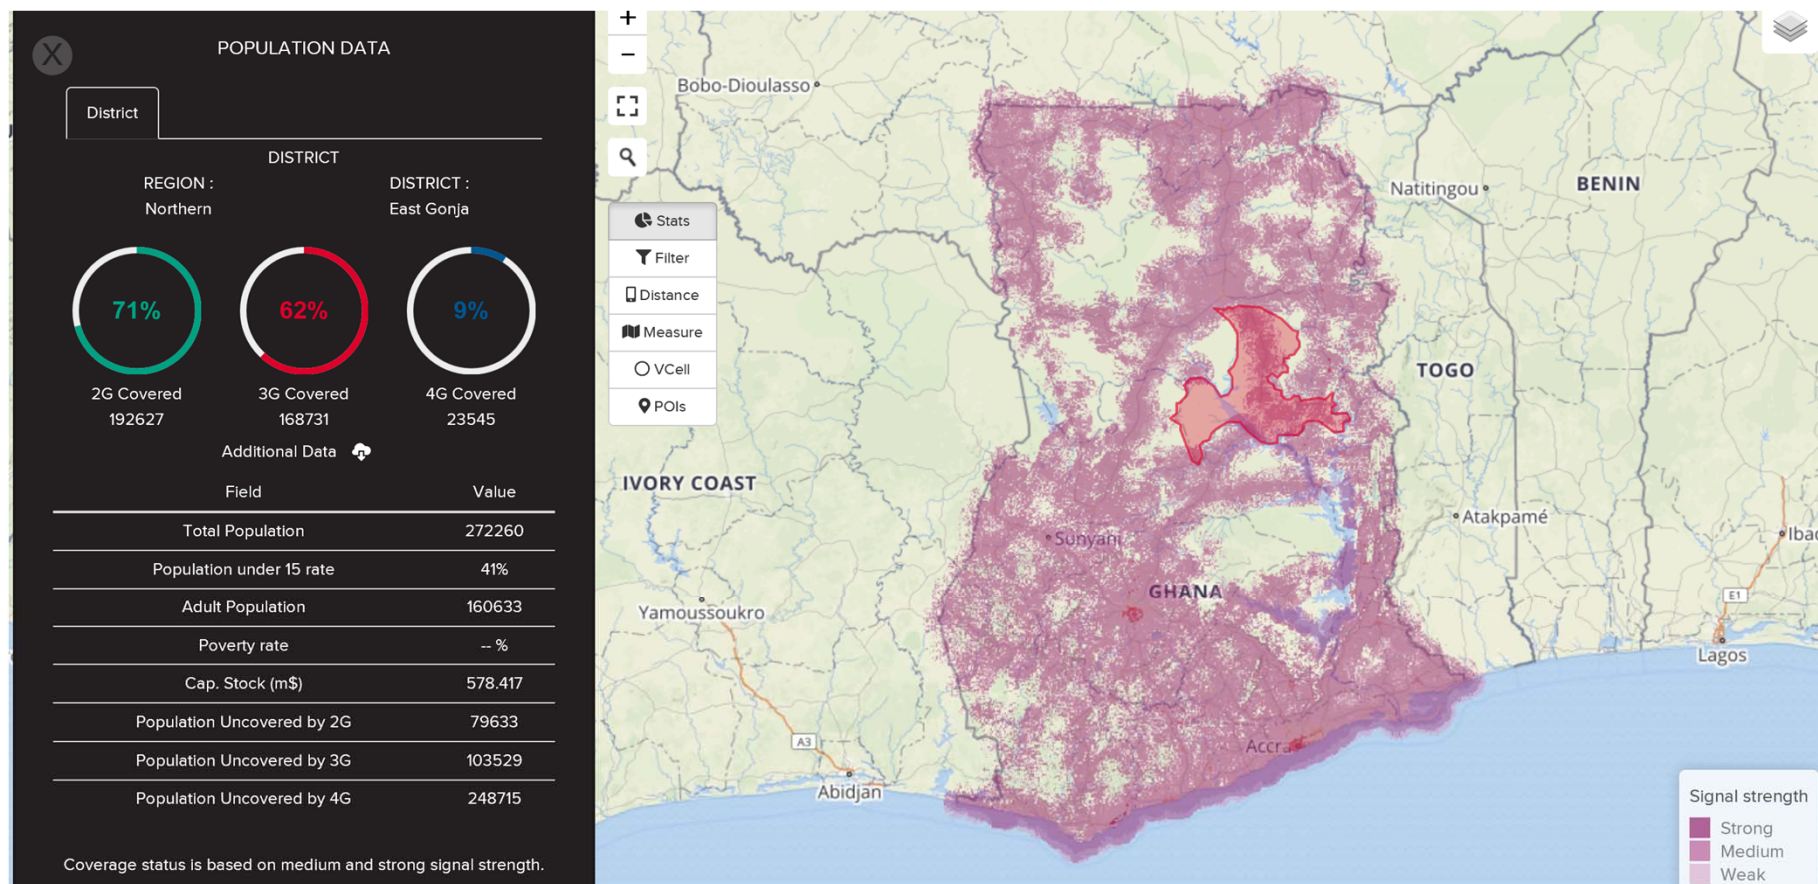 X
POPULATION DATA
District
DISTRICT
REGION :
Northern
DISTRICT :
East Gonja
71%
62%
9%
2G Covered
192627
3G Covered
168731
4G Covered
23545
Additional Data
Field Value
Total Population 272260
Population under 15 rate 41%
Adult Population 160633
Poverty rate -- %
Cap. Stock (m$) 578.417
Population Uncovered by 2G 79633
Population Uncovered by 3G 103529
Population Uncovered by 4G 248715
Coverage status is based on medium and strong signal strength.
+
−
Stats
Filter
Distance
Measure
VCell
POIs
Bobo-Dioulasso
Natitingou
BENIN
TOGO
IVORY COAST
Atakpamé
Sunyani
Ibad
GHANA
E1
Yamoussoukro
Lagos
A3
Accra
Abidjan
Signal strength
Strong
Medium
Weak